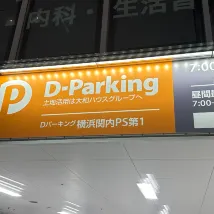 内科・生活習
P D-Parking
土地活用は大和ハウスグループへ
Dパーキング 横浜関内PS第1
7:00
昼間
7:00-